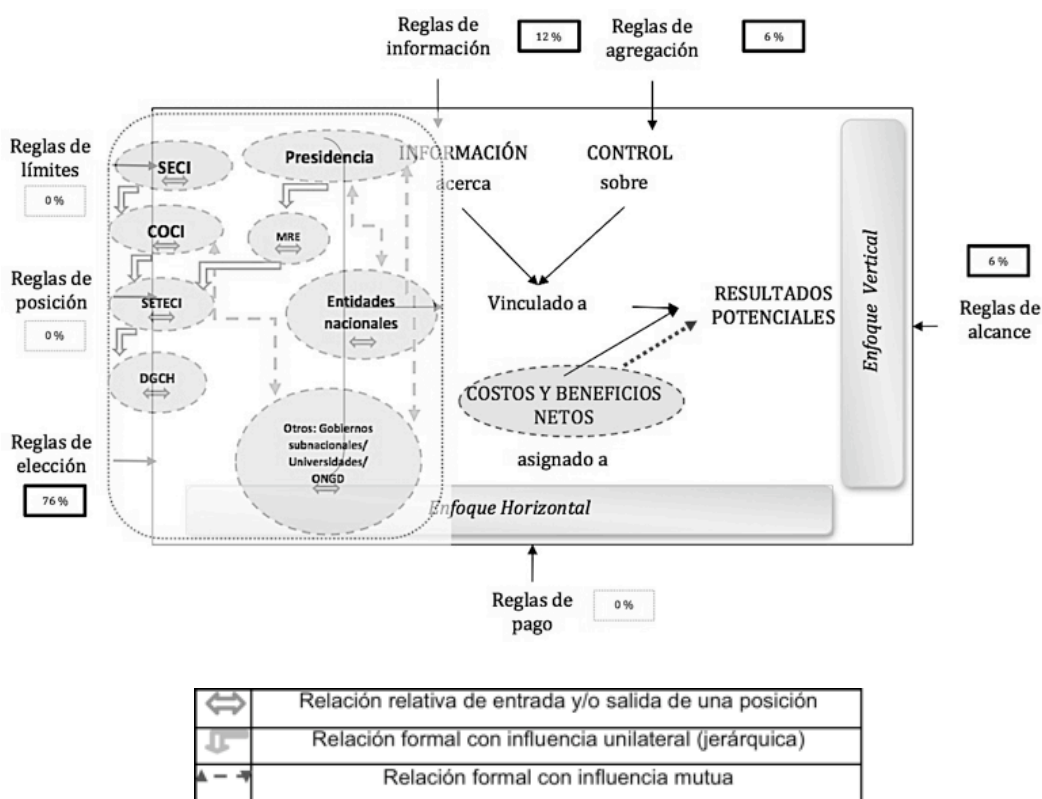 Reglas de
información
12 %
Reglas de
agregación
6 %
Reglas de
límites
0 %
SECI
Presidencia
INFORMACIÓN
acerca
CONTROL
sobre
COCI
MRE
Reglas de
posición
0 %
SETECI
Entidades
nacionales
Vinculado a
RESULTADOS
POTENCIALES
Enfoque Vertical
6 %
Reglas de
alcance
DGCH
COSTOS Y BENEFICIOS
NETOS
asignado a
Reglas de
elección
76 %
Otros: Gobiernos
subnacionales/
Universidades/
ONGD
Enfoque Horizontal
Reglas de
pago
0 %
Relación relativa de entrada y/o salida de una posición
Relación formal con influencia unilateral (jerárquica)
Relación formal con influencia mutua